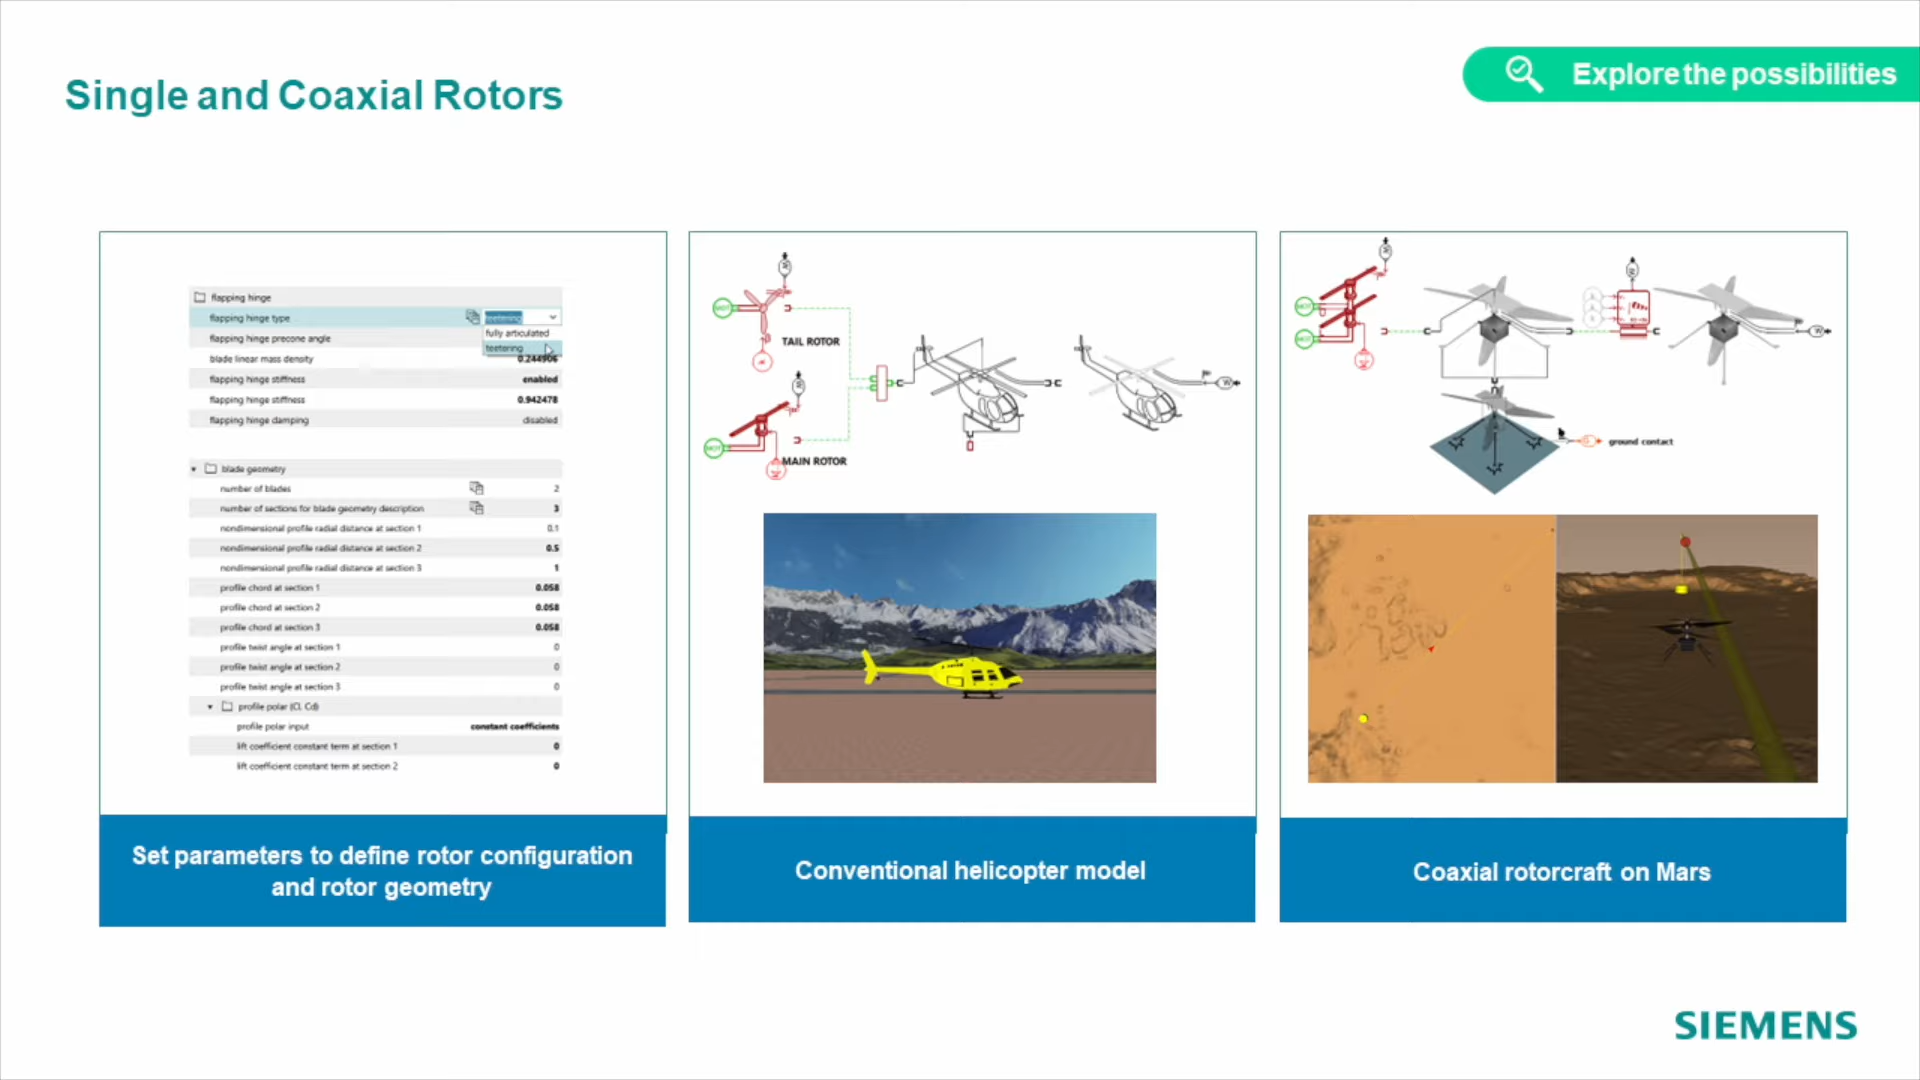 Single and Coaxial Rotors
Explore the possibilities
flapping hinge
flapping hinge type teetering
fully articulated
flapping hinge precone angle
teetering
blade linear mass density 0.244906
flapping hinge stiffness enabled
flapping hinge stiffness 0.942478
flapping hinge damping disabled
blade geometry
number of blades 2
number of sections for blade geometry description 3
nondimensional profile radial distance at section 1 0.1
nondimensional profile radial distance at section 2 0.5
nondimensional profile radial distance at section 3 1
profile chord at section 1 0.058
profile chord at section 2 0.058
profile chord at section 3 0.058
profile twist angle at section 1 0
profile twist angle at section 2 0
profile twist angle at section 3 0
profile polar (Cl, Cd)
profile polar input constant coefficients
lift coefficient constant term at section 1 0
lift coefficient constant term at section 2 0
Set parameters to define rotor configuration
and rotor geometry
TAIL ROTOR
MAIN ROTOR
Conventional helicopter model
ground contact
Coaxial rotorcraft on Mars
SIEMENS